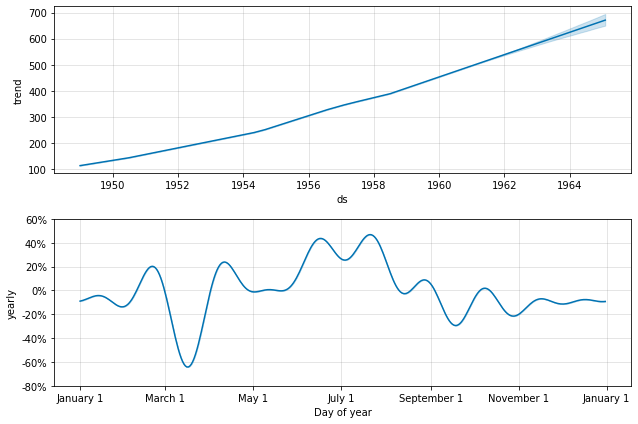 700
600
500
400
300
200
100
trend
1950 1952 1954 1956 1958 1960 1962 1964
ds
60%
40%
20%
0%
-20%
-40%
-60%
-80%
yearly
January 1 March 1 May 1 July 1 September 1 November 1 January 1
Day of year